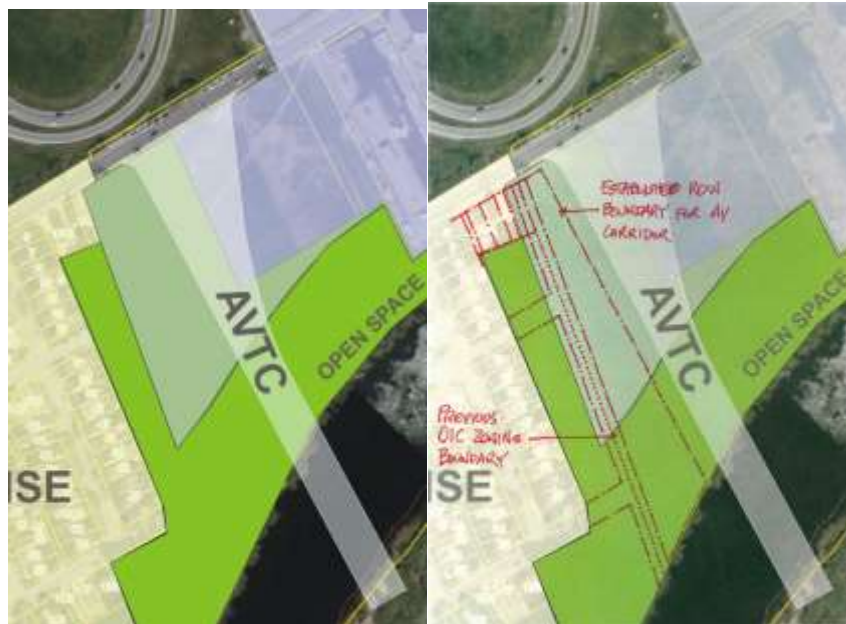 AVTC
OPEN SPACE
ISE
ESTABLISHED ROW
BOUNDARY FOR AV
CORRIDOR
AVTC
OPEN SPACE
PREVIOUS
OIC ZONING
BOUNDARY
ISE